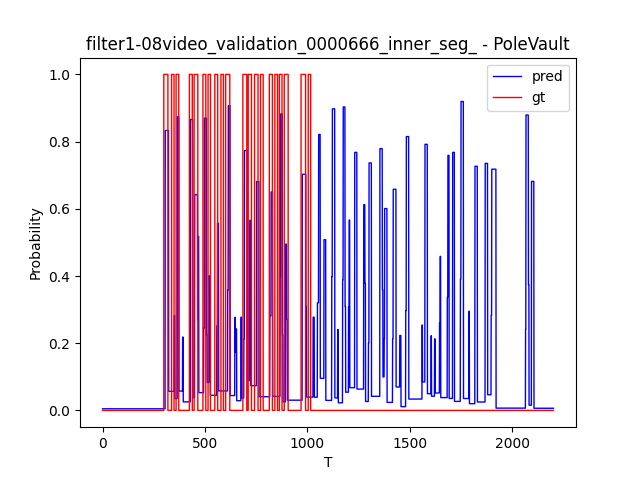 filter1-08video_validation_0000666_inner_seg_ - PoleVault
pred
gt
1.0
0.8
0.6
0.4
0.2
0.0
Probability
0
500
1000
1500
2000
T